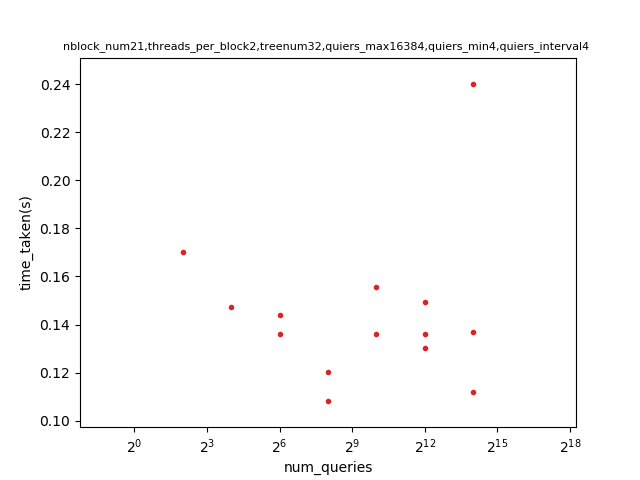 nblock_num21,threads_per_block2,treenum32,quiers_max16384,quiers_min4,quiers_interval4
0.24
0.22
0.20
0.18
0.16
0.14
0.12
0.10
time_taken(s)
2^0 2^3 2^6 2^9 2^12 2^15 2^18
num_queries